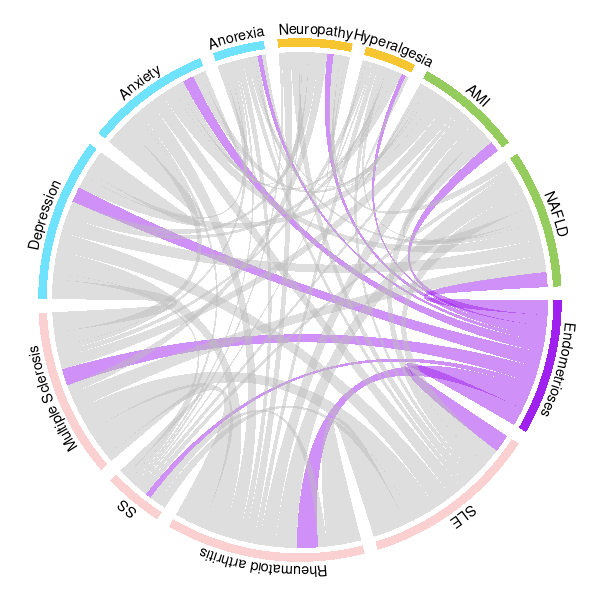 Neuropathy
Hyperalgesia
Anorexia
AMI
Anxiety
NAFLD
Depression
Endometrioses
Multiple Sclerosis
SLE
SS
Rheumatoid arthritis